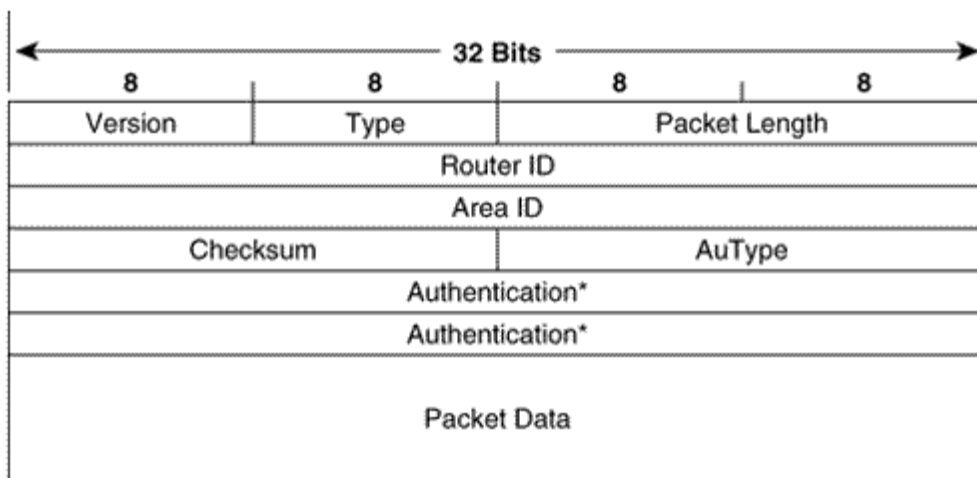 32 Bits
8 8 8 8
Version Type Packet Length
Router ID
Area ID
Checksum AuType
Authentication*
Authentication*
Packet Data